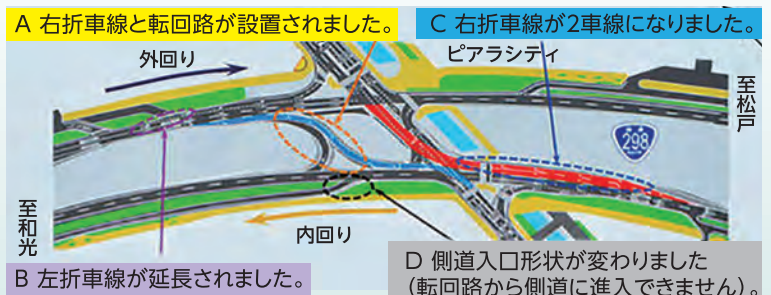 A 右折車線と転回路が設置されました。
C 右折車線が2車線になりました。
外回り
ピアラシティ
至松戸
298
至和光
内回り
B 左折車線が延長されました。
D 側道入口形状が変わりました
(転回路から側道に進入できません)。